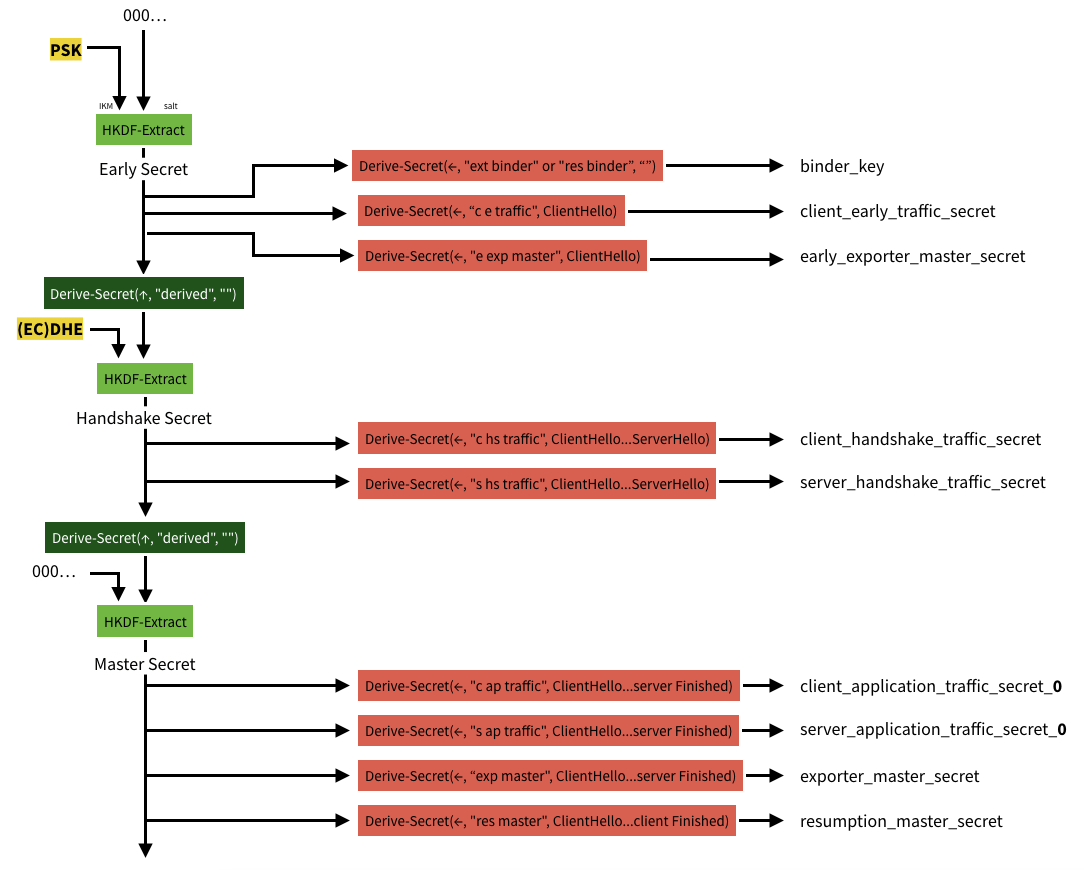 000…
PSK
IKM
salt
HKDF-Extract
Early Secret
Derive-Secret(←, "ext binder" or "res binder”, “”)
binder_key
Derive-Secret(←, “c e traffic", ClientHello)
client_early_traffic_secret
Derive-Secret(←, "e exp master", ClientHello)
early_exporter_master_secret
Derive-Secret(↑, "derived", "")
(EC)DHE
HKDF-Extract
Handshake Secret
Derive-Secret(←, "c hs traffic", ClientHello...ServerHello)
client_handshake_traffic_secret
Derive-Secret(←, "s hs traffic", ClientHello...ServerHello)
server_handshake_traffic_secret
Derive-Secret(↑, "derived", "")
000…
HKDF-Extract
Master Secret
Derive-Secret(←, "c ap traffic", ClientHello...server Finished)
client_application_traffic_secret_0
Derive-Secret(←, "s ap traffic", ClientHello...server Finished)
server_application_traffic_secret_0
Derive-Secret(←, “exp master", ClientHello...server Finished)
exporter_master_secret
Derive-Secret(←, "res master", ClientHello...client Finished)
resumption_master_secret